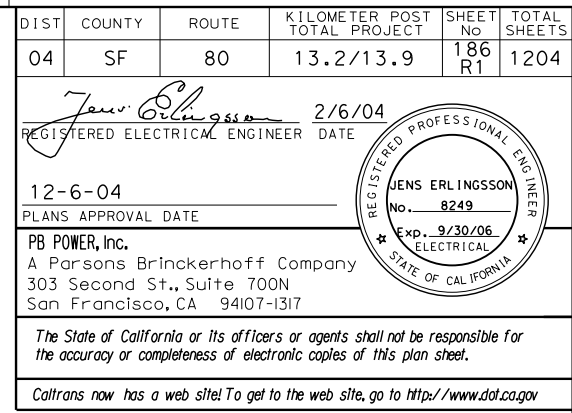 DIST COUNTY ROUTE KILOMETER POST TOTAL PROJECT SHEET No TOTAL SHEETS
04 SF 80 13.2/13.9 186 R1 1204
Jens Erlingsson 2/6/04
REGISTERED ELECTRICAL ENGINEER DATE
12-6-04
PLANS APPROVAL DATE
REGISTERED PROFESSIONAL ENGINEER
JENS ERLINGSSON
No. 8249
Exp. 9/30/06
ELECTRICAL
STATE OF CALIFORNIA
PB POWER, Inc.
A Parsons Brinckerhoff Company
303 Second St., Suite 700N
San Francisco, CA 94107-1317
The State of California or its officers or agents shall not be responsible for
the accuracy or completeness of electronic copies of this plan sheet.
Caltrans now has a web site! To get to the web site, go to http://www.dot.ca.gov